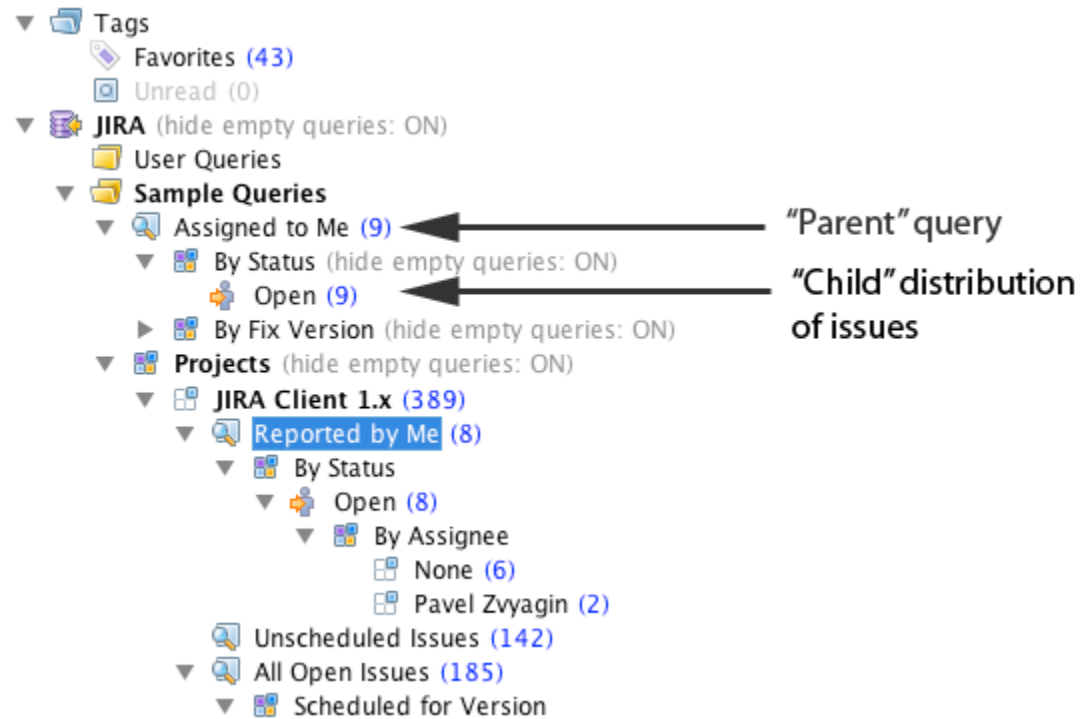 Tags
Favorites (43)
Unread (0)
JIRA (hide empty queries: ON)
User Queries
Sample Queries
Assigned to Me (9)
“Parent” query
By Status (hide empty queries: ON)
Open (9)
“Child” distribution
of issues
By Fix Version (hide empty queries: ON)
Projects (hide empty queries: ON)
JIRA Client 1.x (389)
Reported by Me (8)
By Status
Open (8)
By Assignee
None (6)
Pavel Zvyagin (2)
Unscheduled Issues (142)
All Open Issues (185)
Scheduled for Version